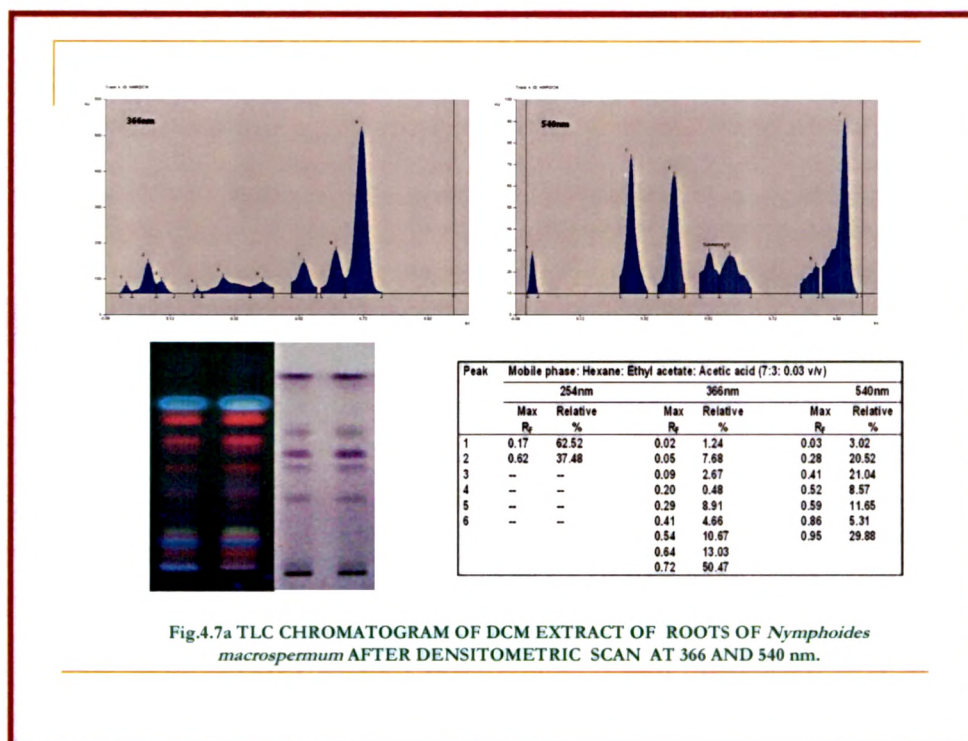 366nm
540nm
Peak Mobile phase: Hexane: Ethyl acetate: Acetic acid (7:3: 0.03 v/v)
254nm 366nm 540nm
Max Relative Max Relative Max Relative
Rf % Rf % Rf %
1 0.17 62.52 0.02 1.24 0.03 3.02
2 0.62 37.48 0.05 7.68 0.28 20.52
3 -- -- 0.09 2.67 0.41 21.04
4 -- -- 0.20 0.48 0.52 8.57
5 -- -- 0.29 8.91 0.59 11.65
6 -- -- 0.41 4.66 0.86 5.31
0.54 10.67 0.95 29.88
0.64 13.03
0.72 50.47
Fig.4.7a TLC CHROMATOGRAM OF DCM EXTRACT OF ROOTS OF Nymphoides
macrospermum AFTER DENSITOMETRIC SCAN AT 366 AND 540 nm.